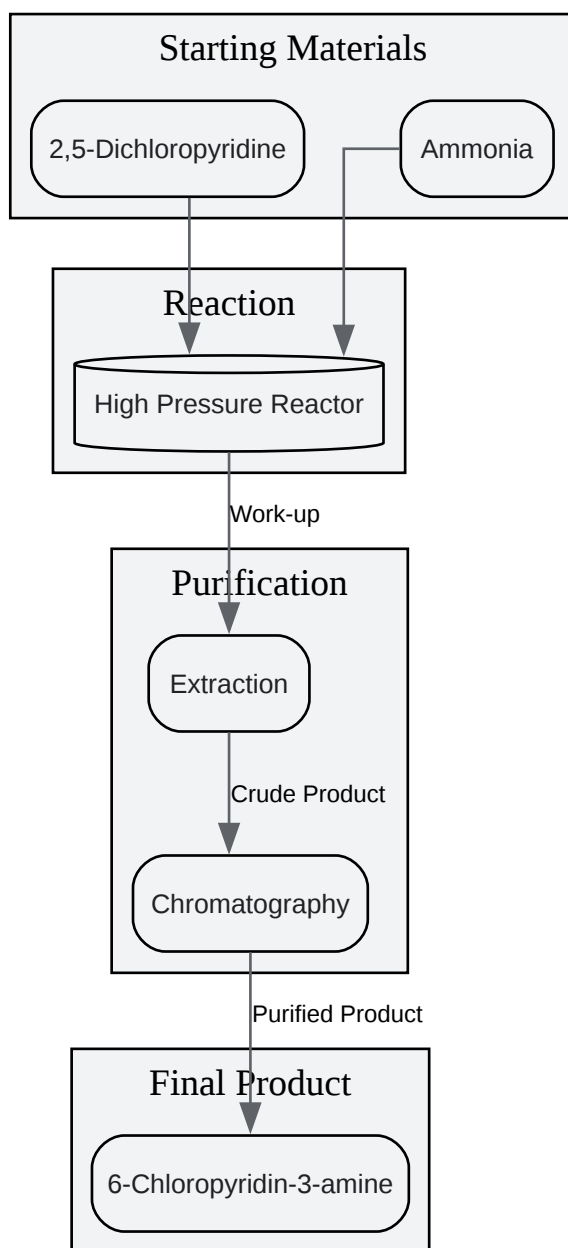 Starting Materials
2,5-Dichloropyridine
Ammonia
Reaction
High Pressure Reactor
Work-up
Purification
Extraction
Crude Product
Chromatography
Purified Product
Final Product
6-Chloropyridin-3-amine